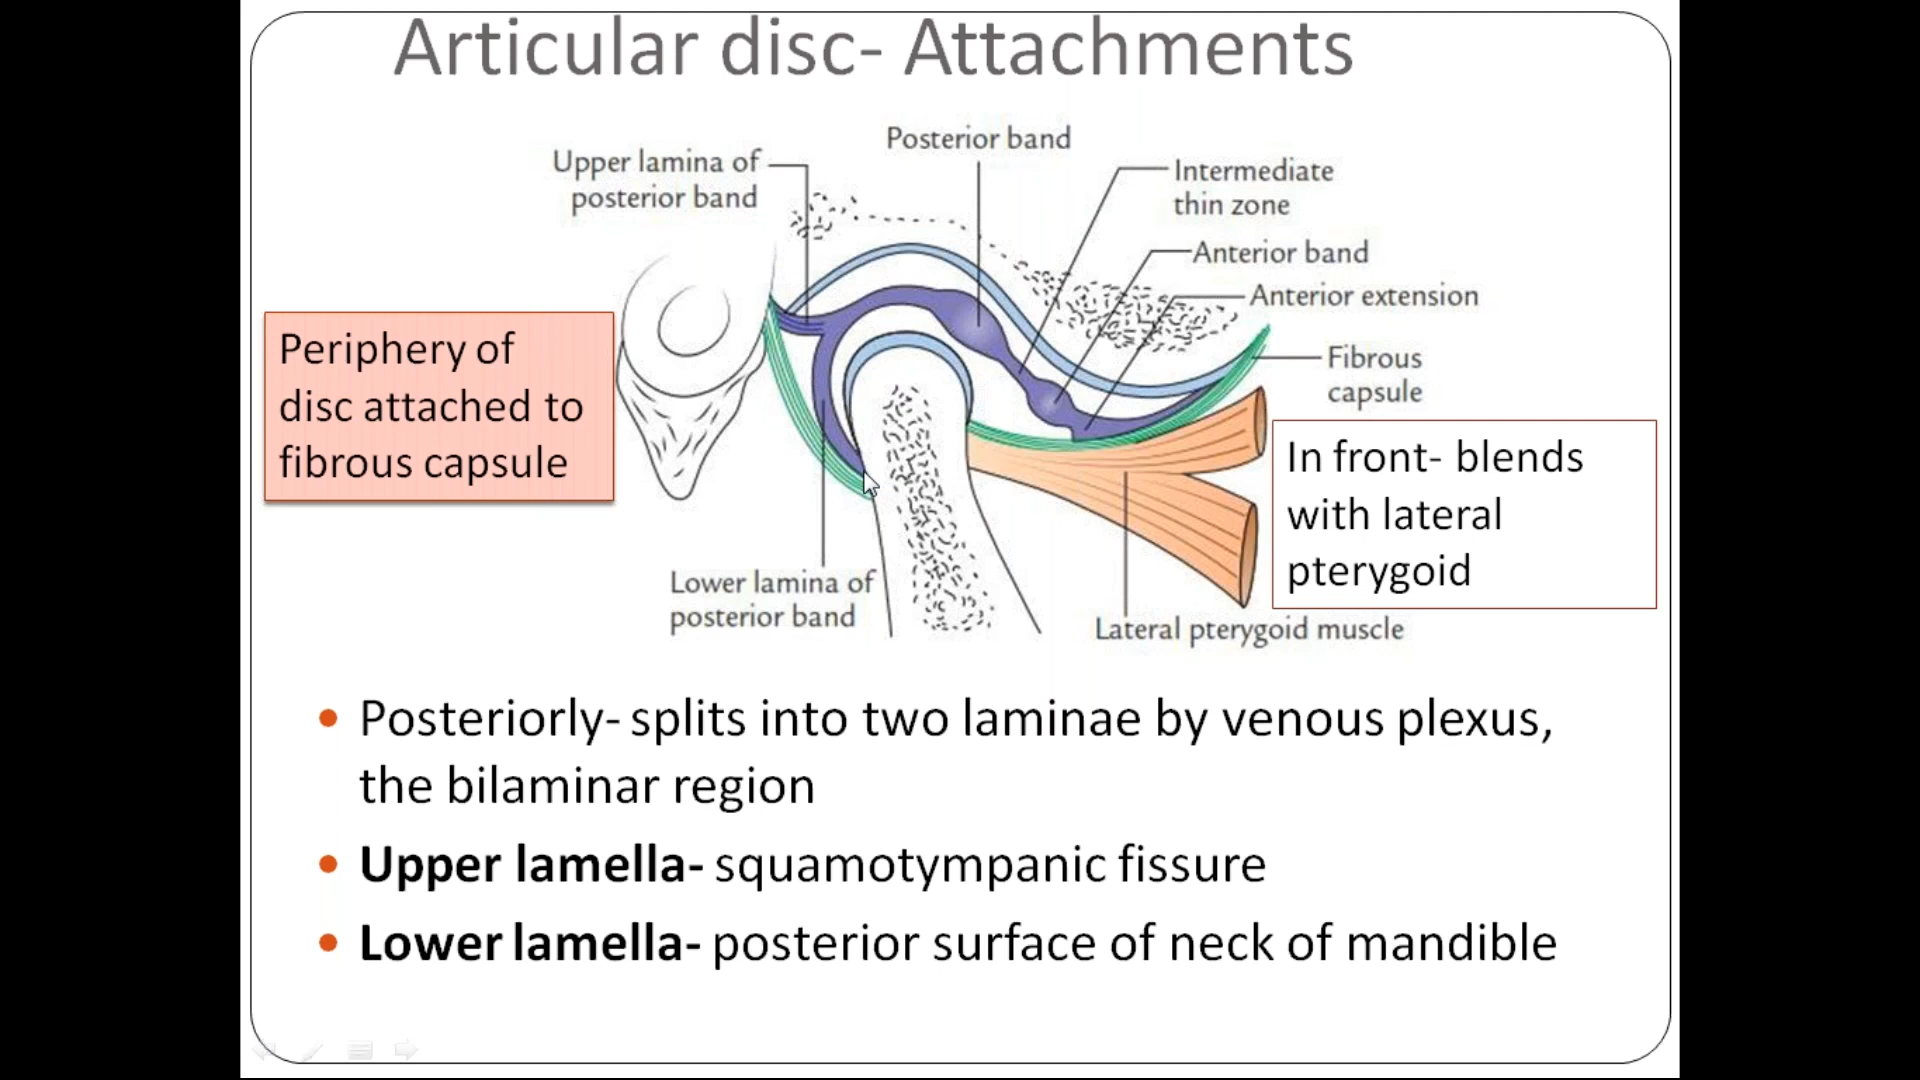 Articular disc- Attachments
Posterior band
Upper lamina of
posterior band
Intermediate
thin zone
Anterior band
Anterior extension
Fibrous
capsule
Periphery of
disc attached to
fibrous capsule
In front- blends
with lateral
pterygoid
Lower lamina of
posterior band
Lateral pterygoid muscle
• Posteriorly- splits into two laminae by venous plexus,
the bilaminar region
• Upper lamella- squamotympanic fissure
• Lower lamella- posterior surface of neck of mandible